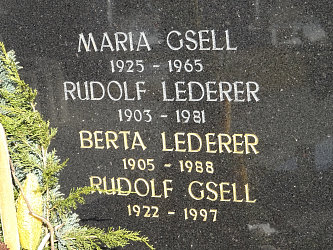 MARIA GSELL
1925 - 1965
RUDOLF LEDERER
1903 - 1981
BERTA LEDERER
1905 - 1988
RUDOLF GSELL
1922 - 1997